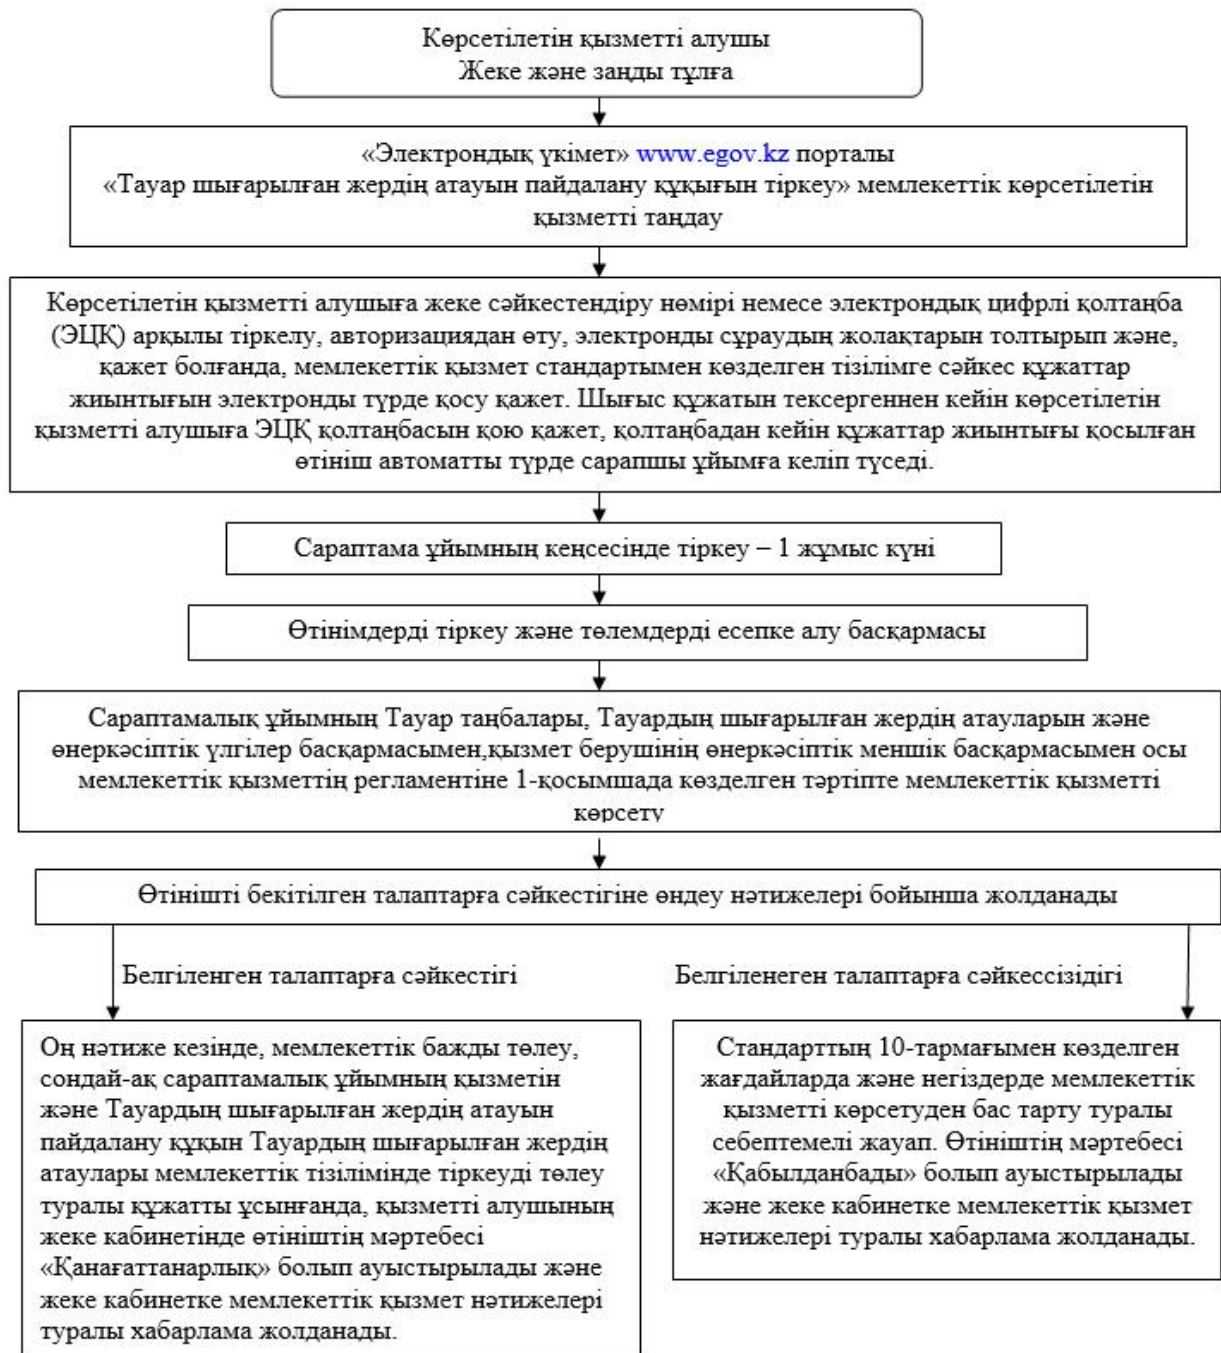 Көрсетілетін қызметті алушы
Жеке және заңды тұлға
«Электрондық үкімет» www.egov.kz порталы
«Тауар шығарылған жердің атауын пайдалану құқығын тіркеу» мемлекеттік көрсетілетін
қызметті таңдау
Көрсетілетін қызметті алушыға жеке сәйкестендіру нөмірі немесе электрондық цифрлі қолтаңба
(ЭЦҚ) арқылы тіркелу, авторизациядан өту, электронды сұраудың жолақтарын толтырып және,
қажет болғанда, мемлекеттік қызмет стандартымен көзделген тізілімге сәйкес құжаттар
жиынтығын электронды түрде қосу қажет. Шығыс құжатын тексергеннен кейін көрсетілетін
қызметті алушыға ЭЦҚ қолтаңбасын қою қажет, қолтаңбадан кейін құжаттар жиынтығы қосылған
өтініш автоматты түрде сарапшы ұйымға келіп түседі.
Сараптама ұйымның кеңсесінде тіркеу – 1 жұмыс күні
Өтінімдерді тіркеу және төлемдерді есепке алу басқармасы
Сараптамалық ұйымның Тауар таңбалары, Тауардың шығарылған жердің атауларын және
өнеркәсіптік үлгілер басқармасымен,қызмет берушінің өнеркәсіптік меншік басқармасымен осы
мемлекеттік қызметтің регламентіне 1-қосымшада көзделген тәртіпте мемлекеттік қызметті
көрсету
Өтінішті бекітілген талаптарға сәйкестігіне өндеу нәтижелері бойынша жолданады
Белгіленген талаптарға сәйкестігі
Белгіленеген талаптарға сәйкессізідігі
Оң нәтиже кезінде, мемлекеттік бажды төлеу,
сондай-ақ сараптамалық ұйымның қызметін
және Тауардың шығарылған жердің атауын
пайдалану құқын Тауардың шығарылған жердің
атаулары мемлекеттік тізілімінде тіркеуді төлеу
туралы құжатты ұсынғанда, қызметті алушының
жеке кабинетінде өтініштің мәртебесі
«Қанағаттанарлық» болып ауыстырылады және
жеке кабинетке мемлекеттік қызмет нәтижелері
туралы хабарлама жолданады.
Стандарттың 10-тармағымен көзделген
жағдайларда және негіздерде мемлекеттік
қызметті көрсетуден бас тарту туралы
себептемелі жауап. Өтініштің мәртебесі
«Қабылданбады» болып ауыстырылады
және жеке кабинетке мемлекеттік қызмет
нәтижелері туралы хабарлама жолданады.